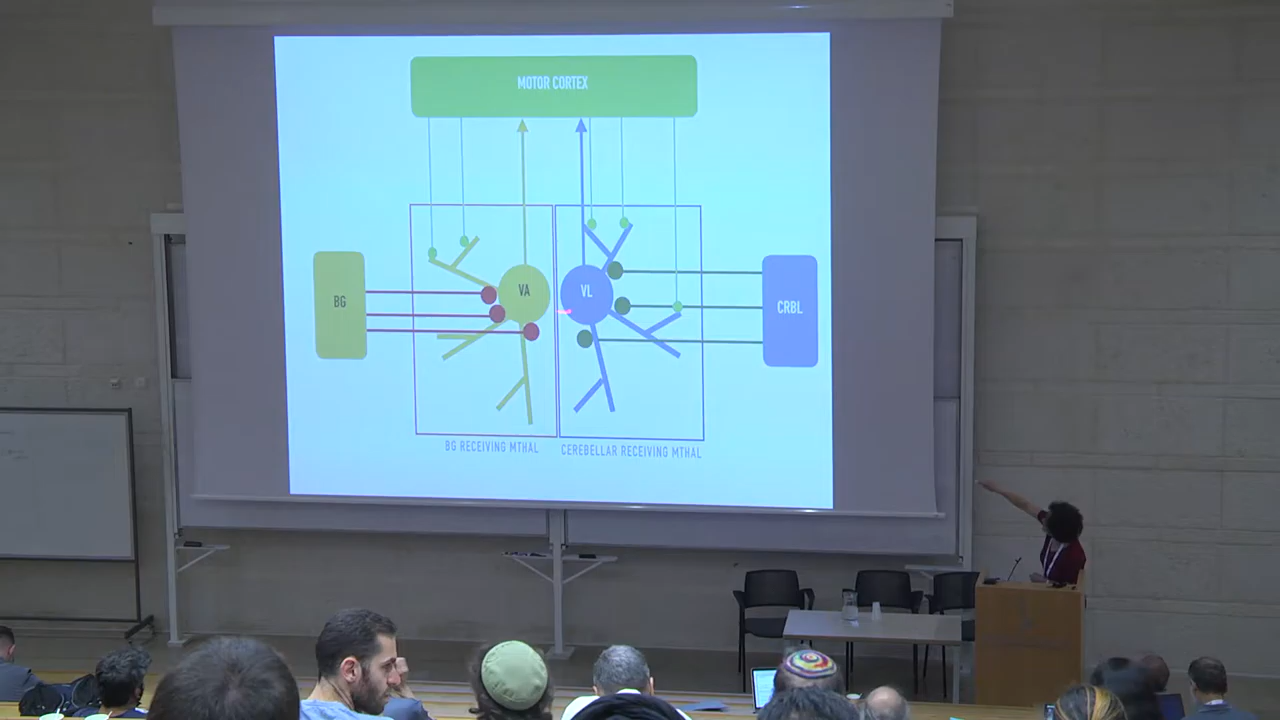 MOTOR CORTEX
BG
VA
VL
CRBL
BG RECEIVING MTHAL
CEREBELLAR RECEIVING MTHAL